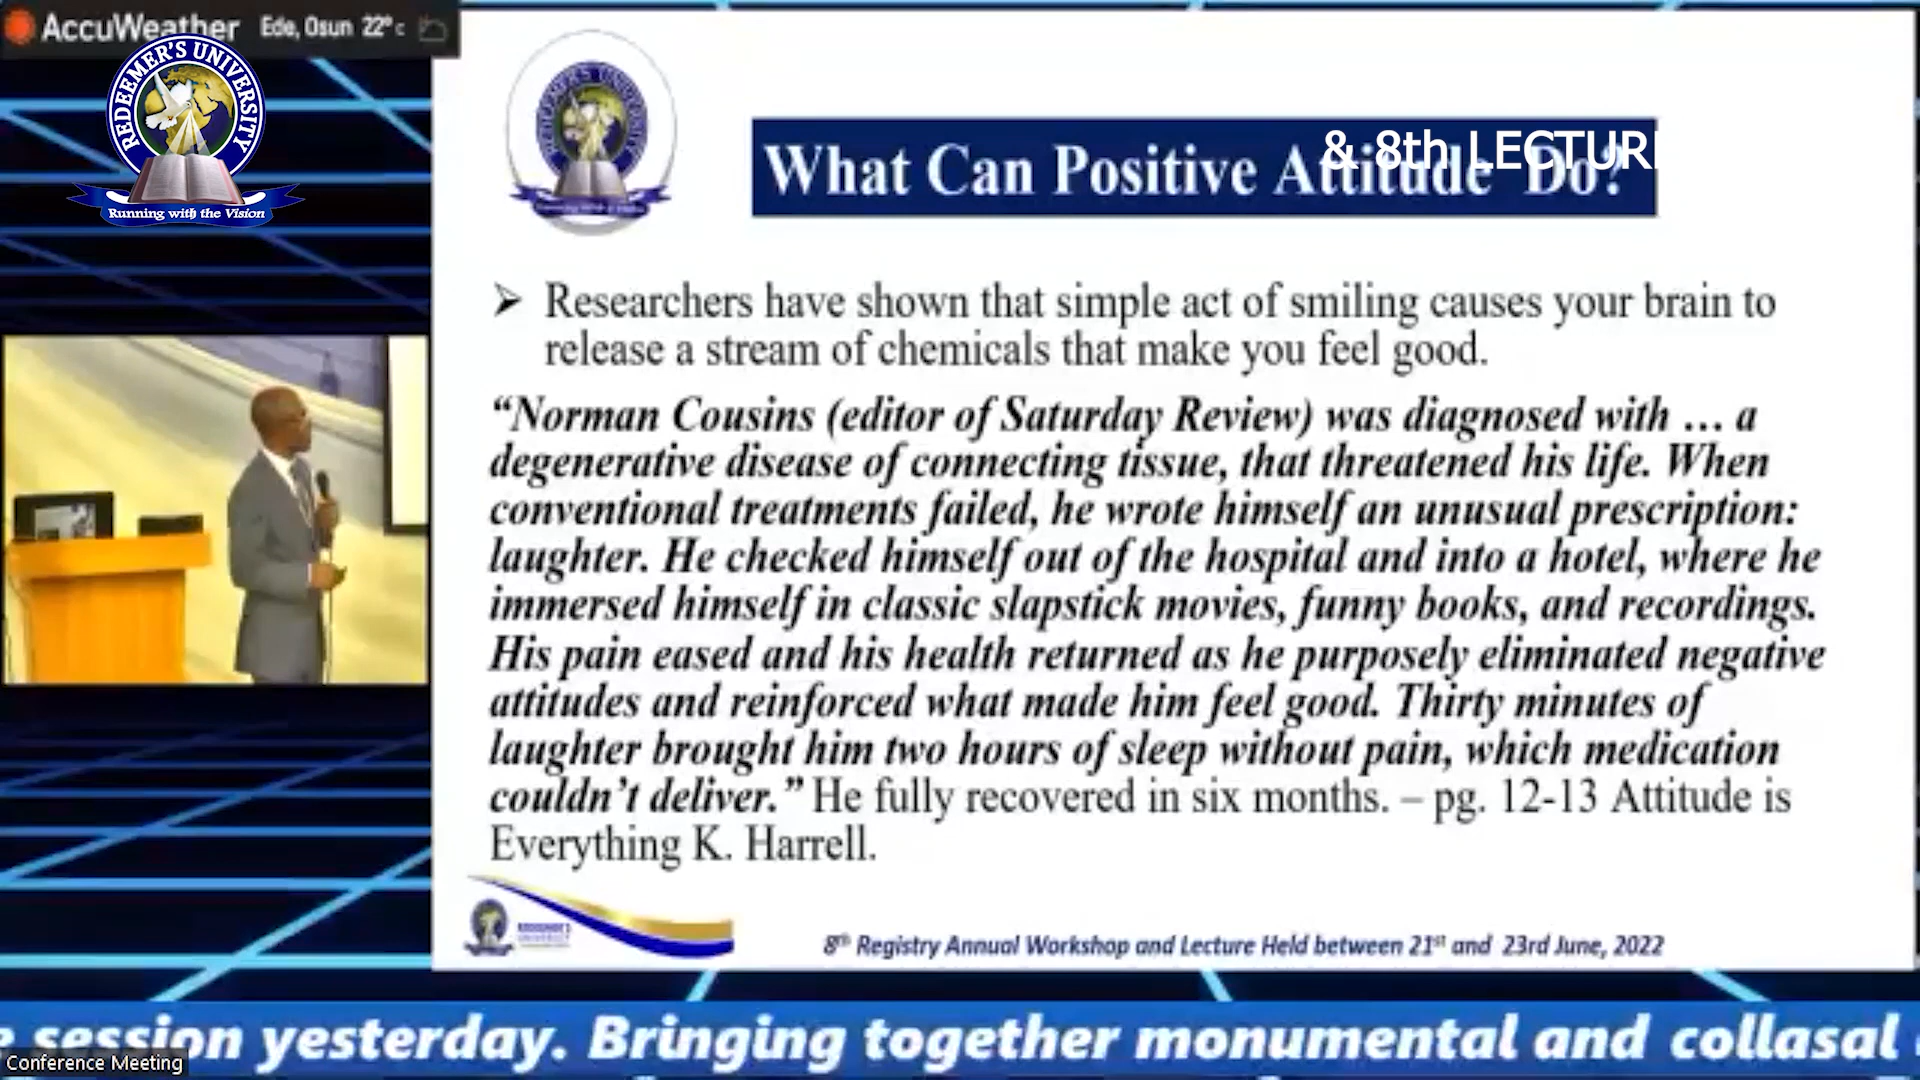 AccuWeather Ede, Osun 22° c
REDEEMER'S UNIVERSITY
Running with the Vision
& 8th LECTUR
What Can Positive Attitude Do?
➢ Researchers have shown that simple act of smiling causes your brain to
release a stream of chemicals that make you feel good.
“Norman Cousins (editor of Saturday Review) was diagnosed with … a
degenerative disease of connecting tissue, that threatened his life. When
conventional treatments failed, he wrote himself an unusual prescription:
laughter. He checked himself out of the hospital and into a hotel, where he
immersed himself in classic slapstick movies, funny books, and recordings.
His pain eased and his health returned as he purposely eliminated negative
attitudes and reinforced what made him feel good. Thirty minutes of
laughter brought him two hours of sleep without pain, which medication
couldn’t deliver.” He fully recovered in six months. – pg. 12-13 Attitude is
Everything K. Harrell.
REDEEMER'S
UNIVERSITY
8th Registry Annual Workshop and Lecture Held between 21st and 23rd June, 2022
session yesterday. Bringing together monumental and collasal
Conference Meeting